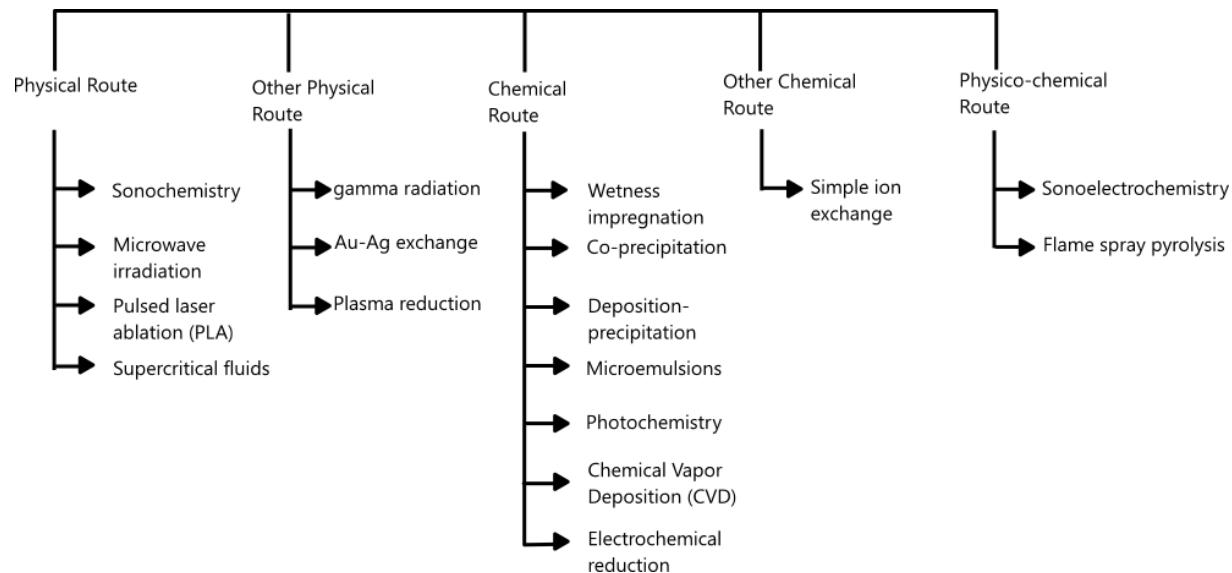 Physical Route
Other Physical
Route
Chemical
Route
Other Chemical
Route
Physico-chemical
Route
Sonochemistry
Microwave
irradiation
Pulsed laser
ablation (PLA)
Supercritical fluids
gamma radiation
Au-Ag exchange
Plasma reduction
Wetness
impregnation
Co-precipitation
Deposition-
precipitation
Microemulsions
Photochemistry
Chemical Vapor
Deposition (CVD)
Electrochemical
reduction
Simple ion
exchange
Sonoelectrochemistry
Flame spray pyrolysis